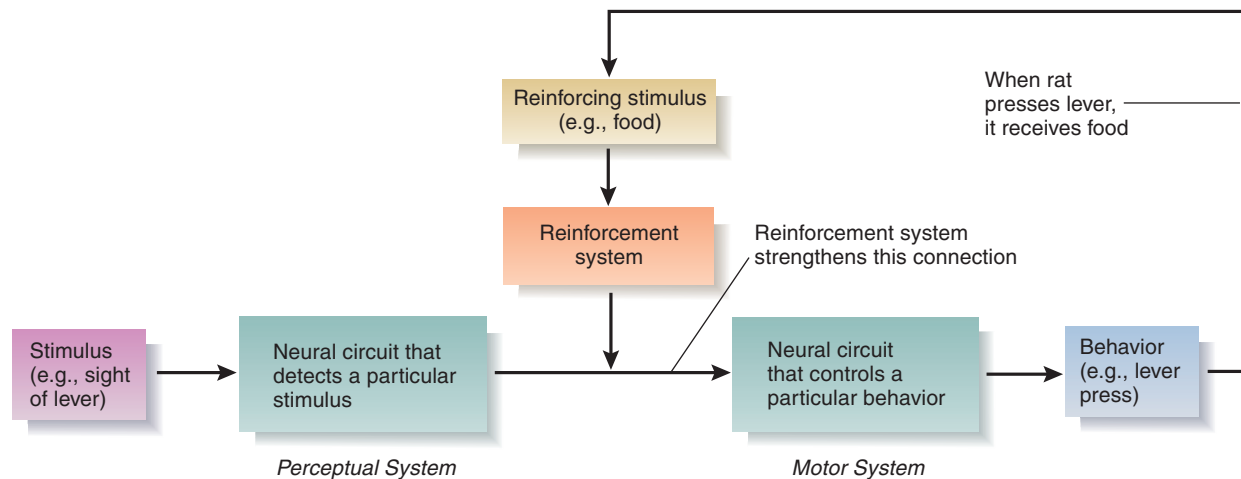 Reinforcing stimulus
(e.g., food)
When rat
presses lever,
it receives food
Reinforcement
system
Reinforcement system
strengthens this connection
Stimulus
(e.g., sight
of lever)
Neural circuit that
detects a particular
stimulus
Neural circuit
that controls a
particular behavior
Behavior
(e.g., lever
press)
Perceptual System
Motor System